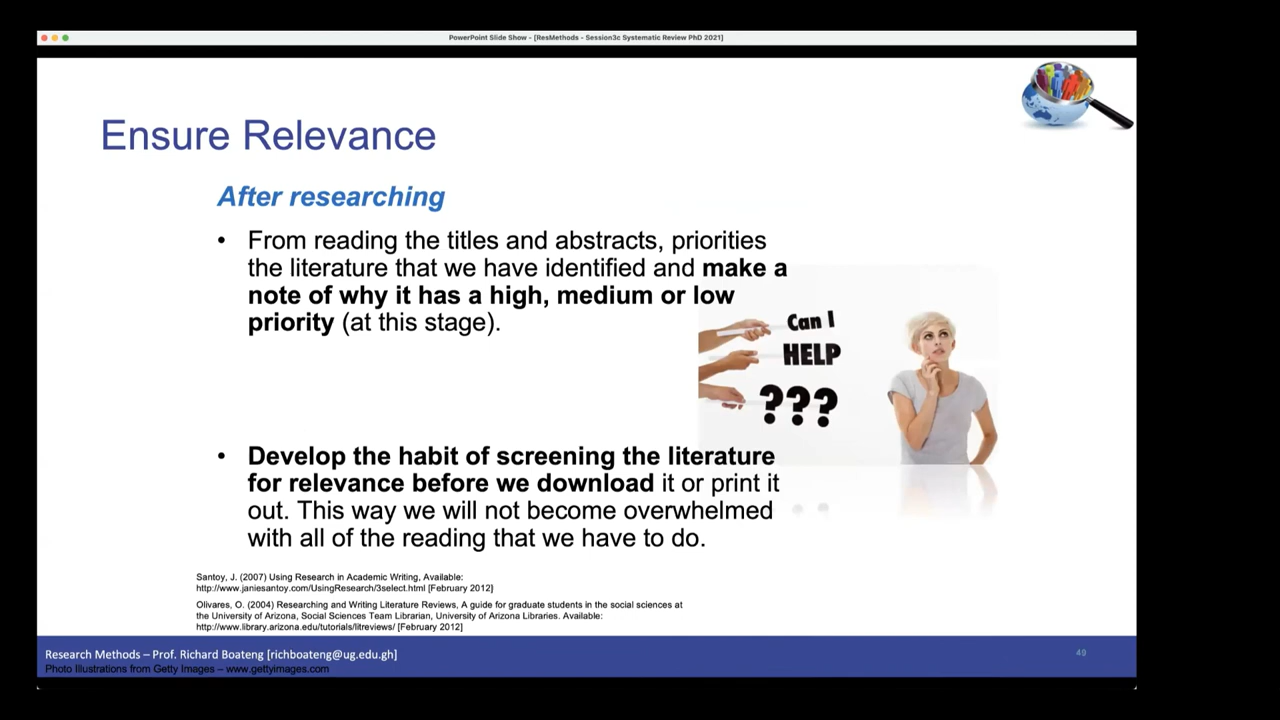 PowerPoint Slide Show - [ResMethods - Session3c Systematic Review PhD 2021]
Ensure Relevance
After researching
• From reading the titles and abstracts, priorities
the literature that we have identified and make a
note of why it has a high, medium or low
priority (at this stage).
Can I
HELP
???
• Develop the habit of screening the literature
for relevance before we download it or print it
out. This way we will not become overwhelmed
with all of the reading that we have to do.
Santoy, J. (2007) Using Research in Academic Writing, Available:
http://www.janiesantoy.com/UsingResearch/3select.html [February 2012}
Olivares, O. (2004) Researching and Writing Literature Reviews, A guide for graduate students in the social sciences at
the University of Arizona, Social Sciences Team Librarian, University of Arizona Libraries. Available:
http://www.library.arizona.edu/tutorials/litreviews/ [February 2012]
Research Methods – Prof. Richard Boateng [richboateng@ug.edu.gh]
49
Photo Illustrations from Getty Images – www.gettyimages.com